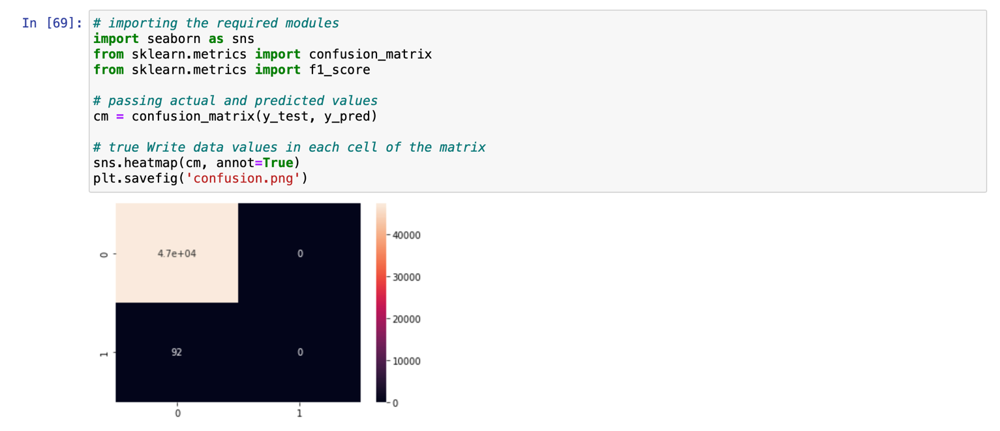 In [69]: # importing the required modules
import seaborn as sns
from sklearn.metrics import confusion_matrix
from sklearn.metrics import f1_score
# passing actual and predicted values
cm = confusion_matrix(y_test, y_pred)
# true Write data values in each cell of the matrix
sns.heatmap(cm, annot=True)
plt.savefig('confusion.png')
0
4.7e+04
0
1
92
0
0
1
40000
30000
20000
10000
0